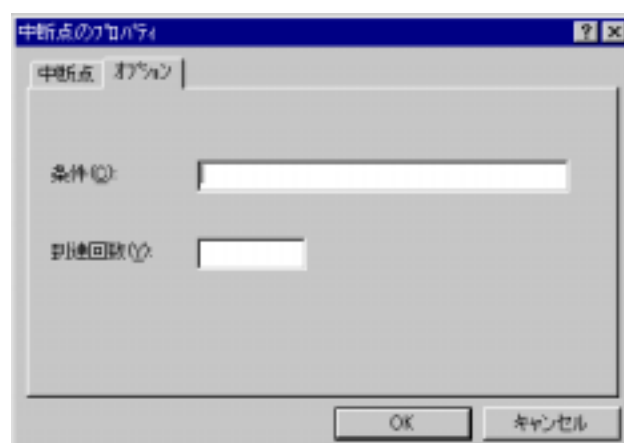 中断点のﾌﾟﾛﾊﾟﾃｨ
中断点 ｵﾌﾟｼｮﾝ
条件(C):
到達回数(Y):
OK キャンセル